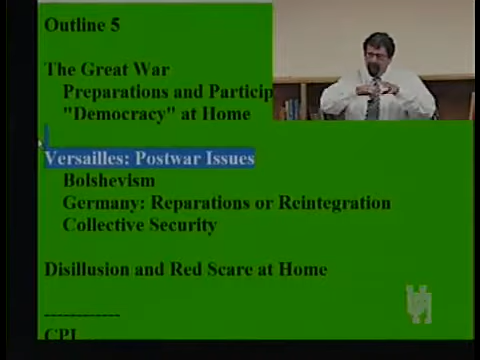 Outline 5
The Great War
Preparations and Particip
"Democracy" at Home
Versailles: Postwar Issues
Bolshevism
Germany: Reparations or Reintegration
Collective Security
Disillusion and Red Scare at Home
CPI